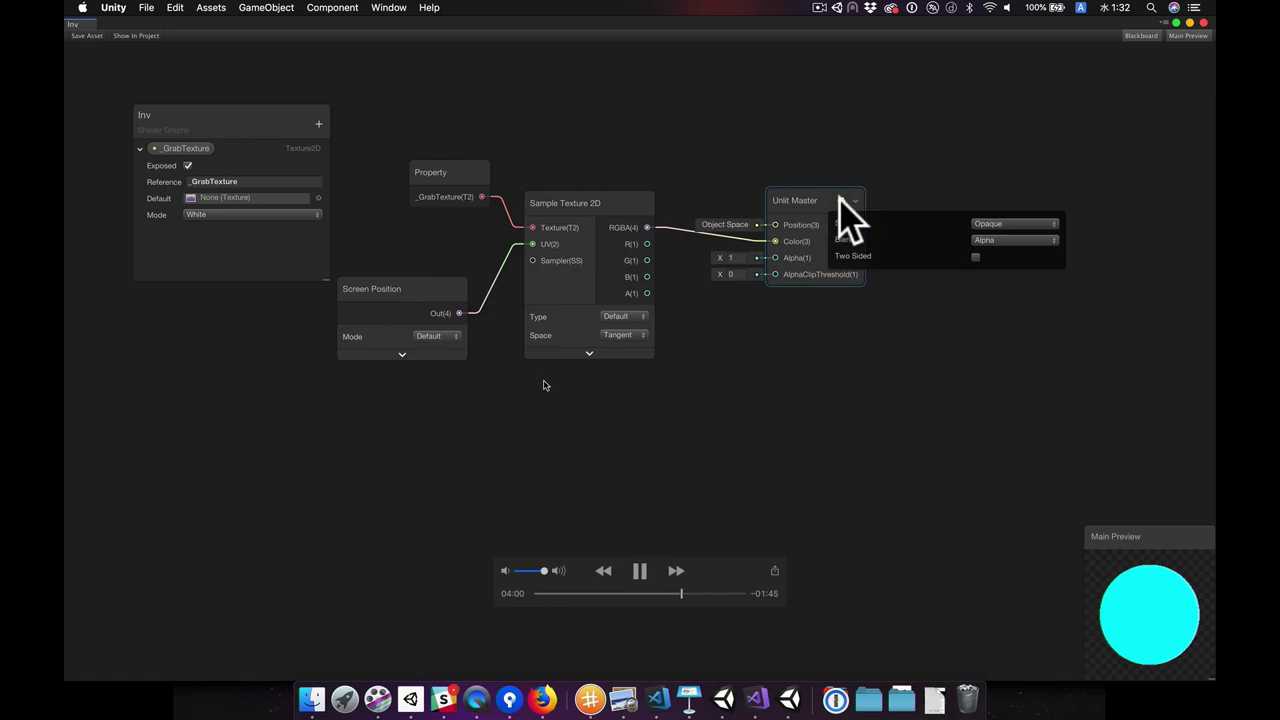 Unity File Edit Assets GameObject Component Window Help 100% A 水 1:32
Inv
Save Asset Show In Project Blackboard Main Preview
Inv
Shader Graphs
_GrabTexture Texture2D
Exposed
Reference _GrabTexture
Default None (Texture)
Mode White
Property
_GrabTexture(T2)
Screen Position
Out(4)
Mode Default
Sample Texture 2D
Texture(T2) RGBA(4)
UV(2) R(1)
Sampler(SS) G(1)
B(1)
A(1)
Type Default
Space Tangent
Unlit Master
Object Space Position(3)
Color(3)
X 1 Alpha(1)
X 0 AlphaClipThreshold(1)
Opaque
Alpha
Two Sided
04:00 -01:45
Main Preview